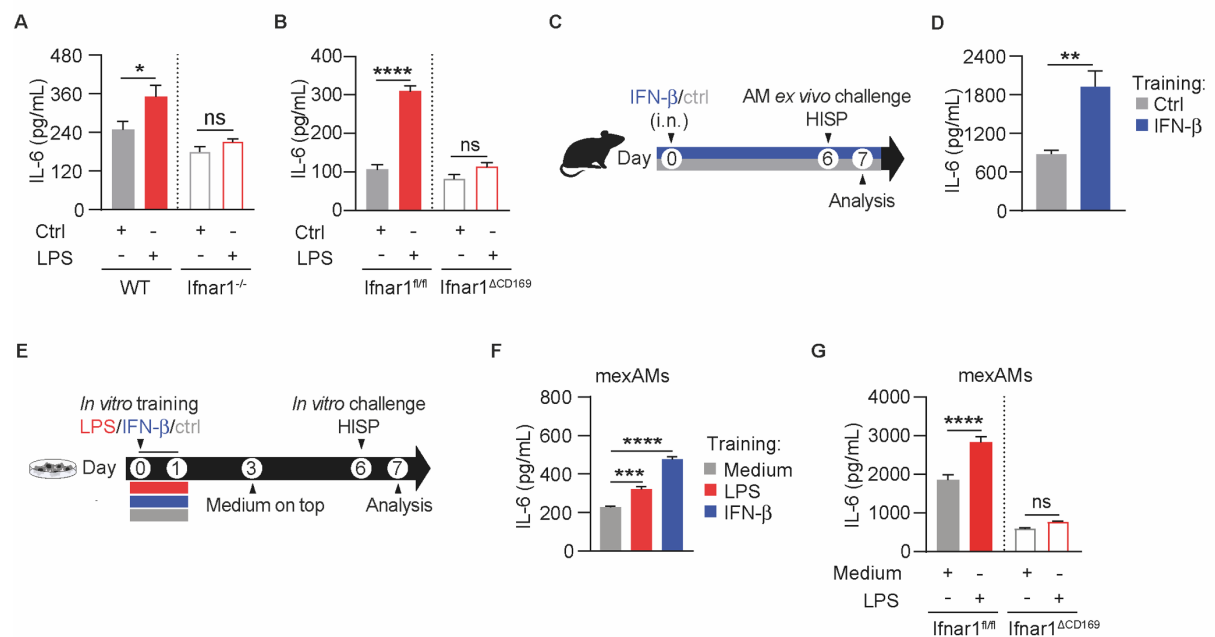 A
IL-6 (pg/mL)
480
360
240
120
0
*
ns
Ctrl + - + -
LPS - + - +
WT Ifnar1-/-
B
IL-6 (pg/mL)
400
300
200
100
0
****
ns
Ctrl + - + -
LPS - + - +
Ifnar1fl/fl Ifnar1ΔCD169
C
IFN-β/ctrl
(i.n.)
AM ex vivo challenge
HISP
Day 0 6 7
Analysis
D
IL-6 (pg/mL)
2400
1800
1200
600
0
**
Training:
Ctrl
IFN-β
E
In vitro training
LPS/IFN-β/ctrl
In vitro challenge
HISP
Day 0 1 3 6 7
Medium on top Analysis
F
mexAMs
IL-6 (pg/mL)
800
600
400
200
0
****
***
Training:
Medium
LPS
IFN-β
G
mexAMs
IL-6 (pg/mL)
4000
3000
2000
1000
0
****
ns
Medium + - + -
LPS - + - +
Ifnar1fl/fl Ifnar1ΔCD169